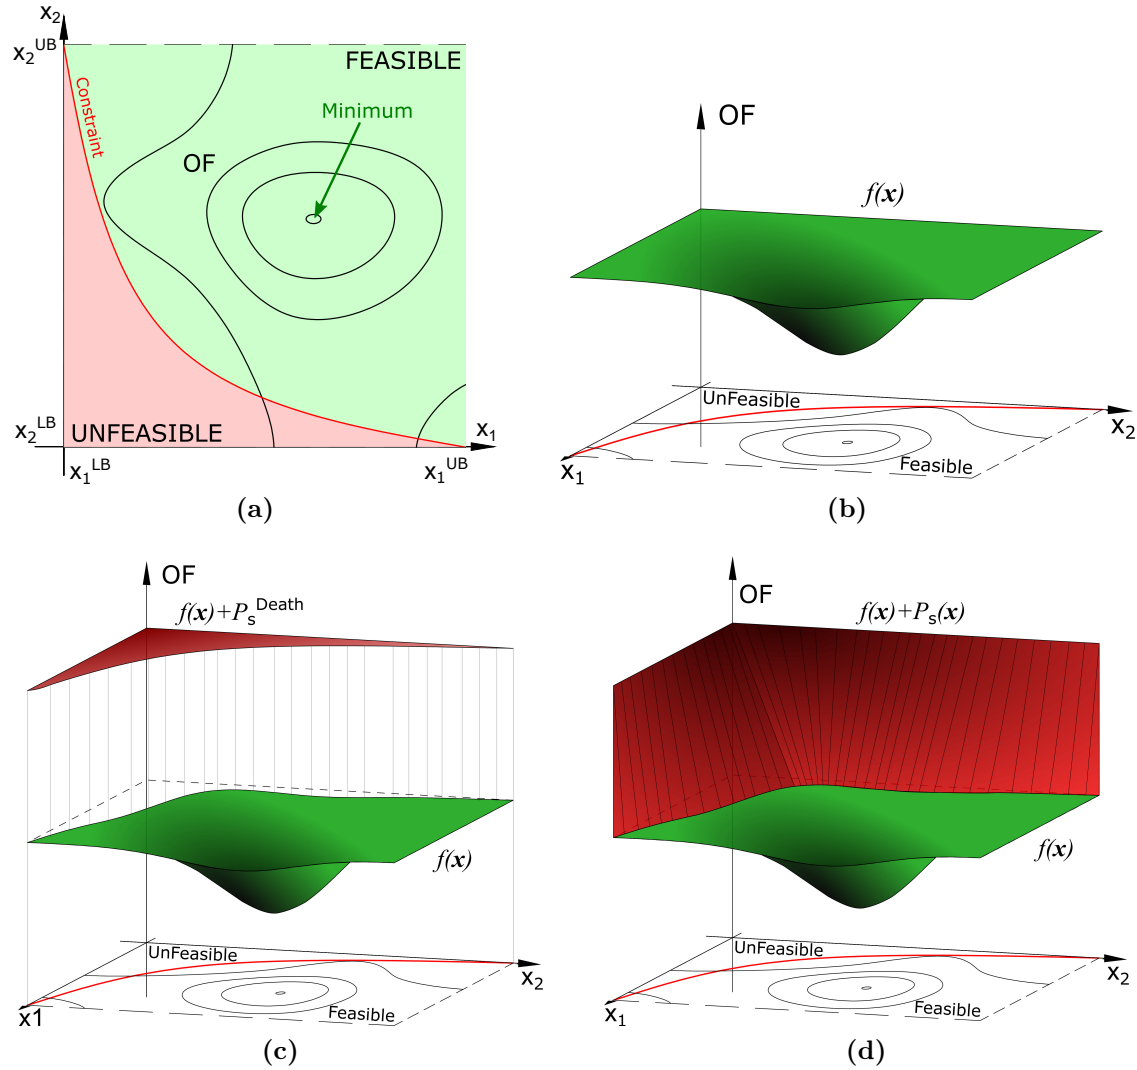 x₂
x₂ᵁᴮ
FEASIBLE
Constraint
Minimum
OF
x₂ᴸᴮ
UNFEASIBLE
x₁
x₁ᴸᴮ
x₁ᵁᴮ
(a)
OF
f(x)
UnFeasible
x₂
Feasible
x₁
(b)
OF
f(x)+Pₛᴰᵉᵃᵗʰ
f(x)
UnFeasible
x₂
Feasible
x1
(c)
OF
f(x)+Pₛ(x)
f(x)
UnFeasible
x₂
Feasible
x₁
(d)